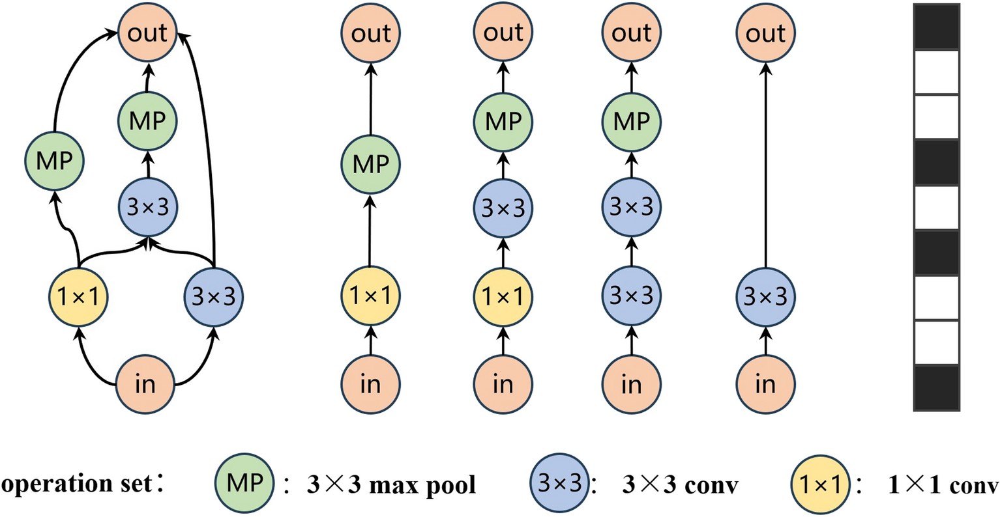 out out out out out
MP MP MP
MP MP
3×3 3×3 3×3
1×1 3×3 1×1 1×1 3×3 3×3
in in in in in
operation set: MP : 3×3 max pool 3×3 : 3×3 conv 1×1 : 1×1 conv